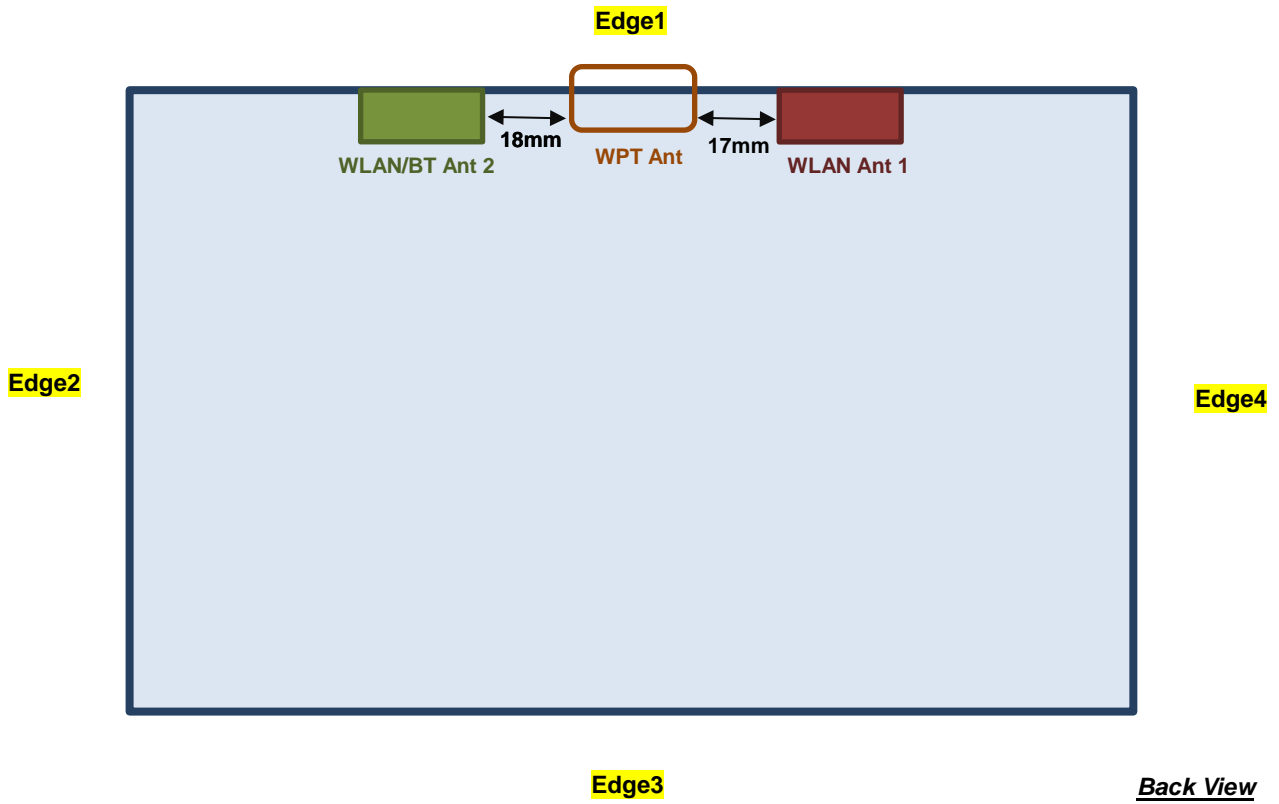 Edge1
18mm
WPT Ant
17mm
WLAN/BT Ant 2
WLAN Ant 1
Edge2
Edge4
Edge3
Back View